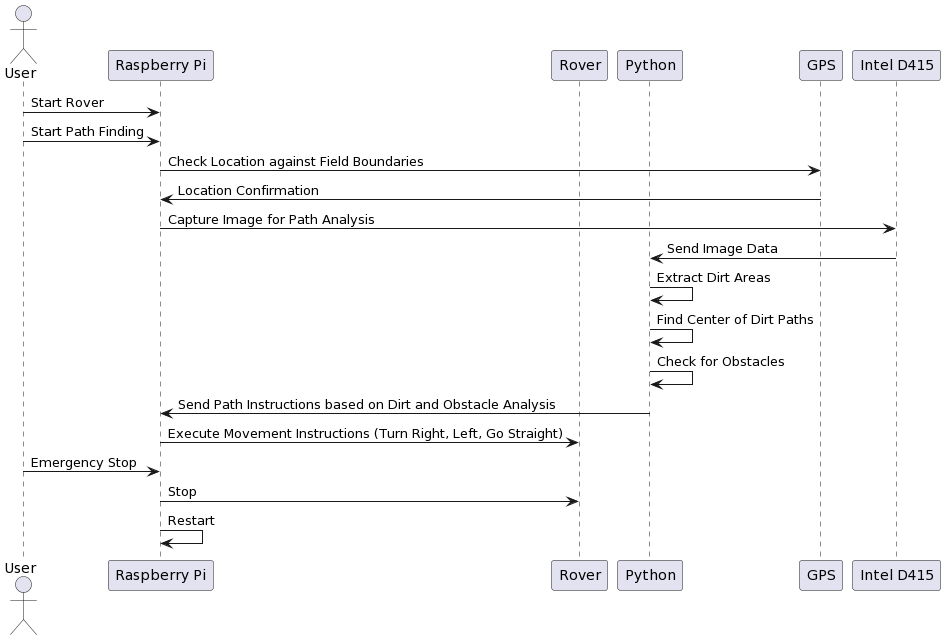 User
Raspberry Pi
Rover
Python
GPS
Intel D415
Start Rover
Start Path Finding
Check Location against Field Boundaries
Location Confirmation
Capture Image for Path Analysis
Send Image Data
Extract Dirt Areas
Find Center of Dirt Paths
Check for Obstacles
Send Path Instructions based on Dirt and Obstacle Analysis
Execute Movement Instructions (Turn Right, Left, Go Straight)
Emergency Stop
Stop
Restart
User
Raspberry Pi
Rover
Python
GPS
Intel D415